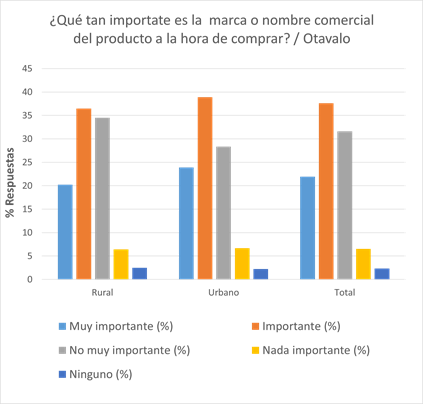 ¿Qué tan importate es la marca o nombre comercial
del producto a la hora de comprar? / Otavalo
% Respuestas
45
40
35
30
25
20
15
10
5
0
Rural Urbano Total
Muy importante (%) Importante (%)
No muy importante (%) Nada importante (%)
Ninguno (%)